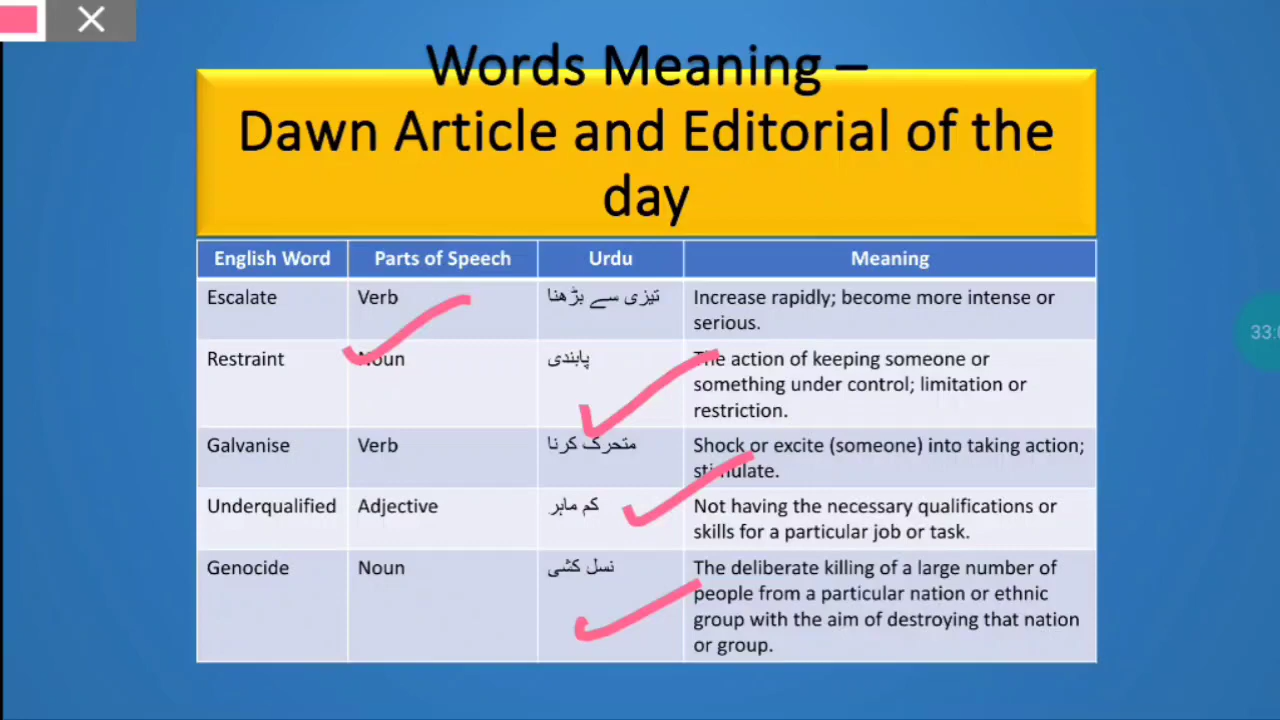 Words Meaning –
Dawn Article and Editorial of the
day
English Word Parts of Speech Urdu Meaning
Escalate Verb تیزی سے بڑھنا Increase rapidly; become more intense or
serious.
Restraint Noun پابندی The action of keeping someone or
something under control; limitation or
restriction.
Galvanise Verb متحرک کرنا Shock or excite (someone) into taking action;
stimulate.
Underqualified Adjective کم ماہر Not having the necessary qualifications or
skills for a particular job or task.
Genocide Noun نسل کشی The deliberate killing of a large number of
people from a particular nation or ethnic
group with the aim of destroying that nation
or group.